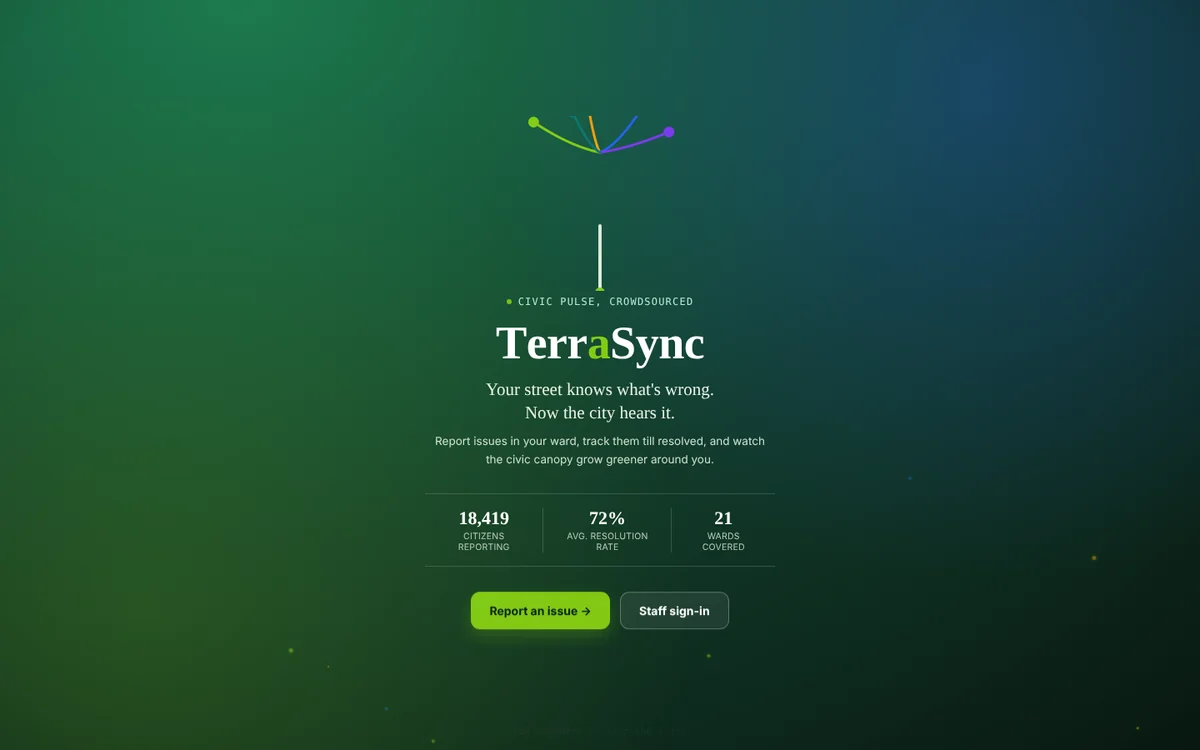 CIVIC PULSE, CROWDSOURCED
TerraSync
Your street knows what's wrong.
Now the city hears it.
Report issues in your ward, track them till resolved, and watch
the civic canopy grow greener around you.
18,419
CITIZENS
REPORTING
72%
AVG. RESOLUTION
RATE
21
WARDS
COVERED
Report an issue →
Staff sign-in